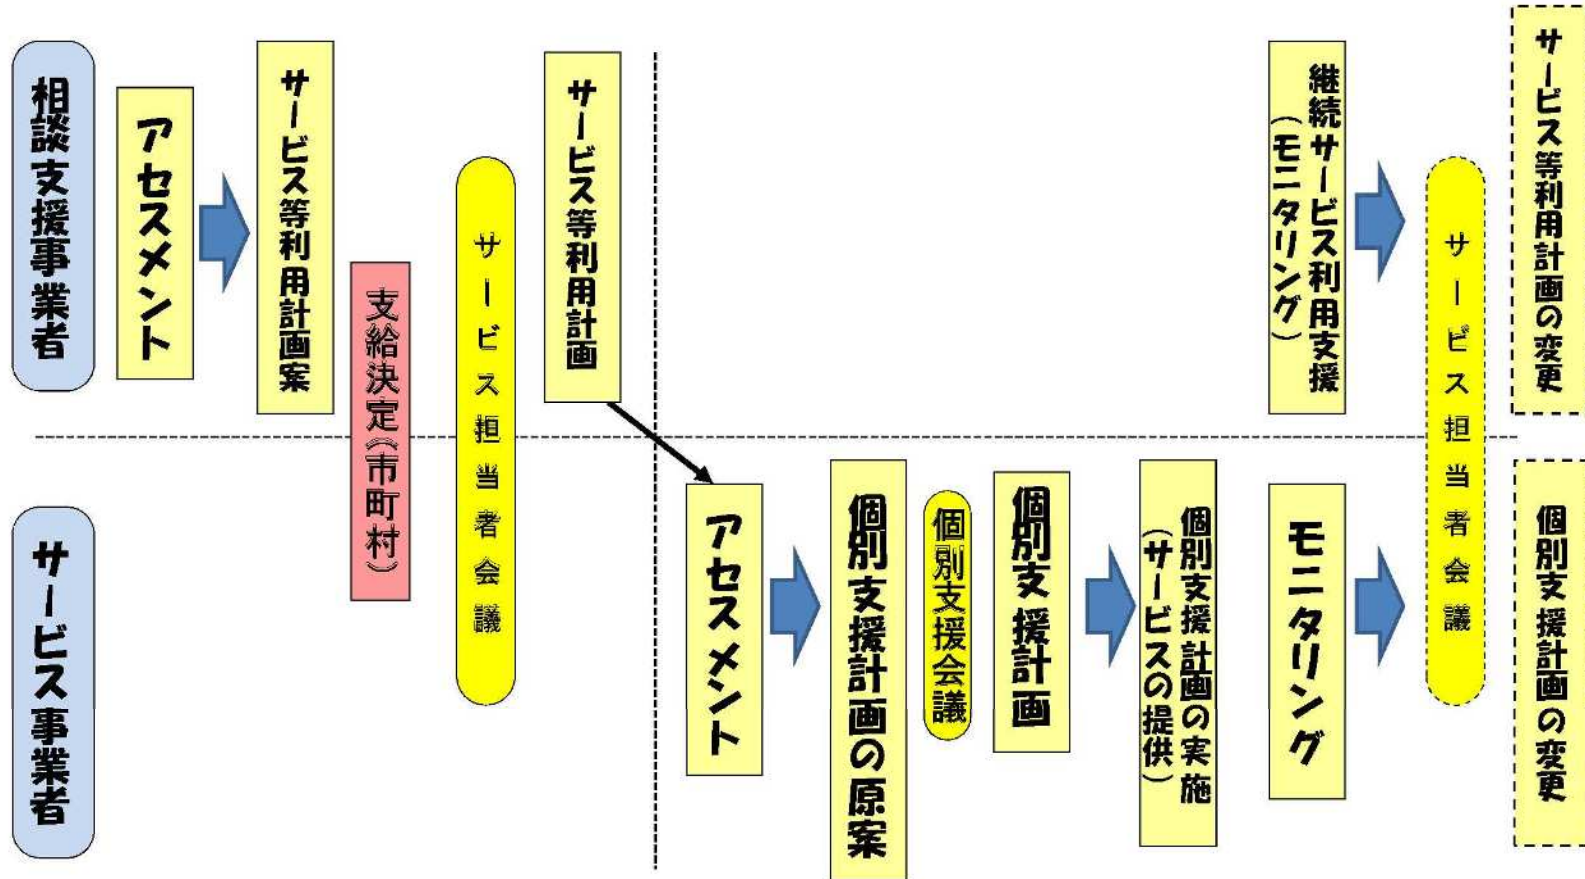 相談支援事業者
アセスメント
サービス等利用計画案
支給決定(市町村)
サービス担当者会議
サービス等利用計画
継続サービス利用支援
(モニタリング)
サービス担当者会議
サービス等利用計画の変更
サービス事業者
アセスメント
個別支援計画の原案
個別支援会議
個別支援計画
個別支援計画の実施
(サービスの提供)
モニタリング
個別支援計画の変更